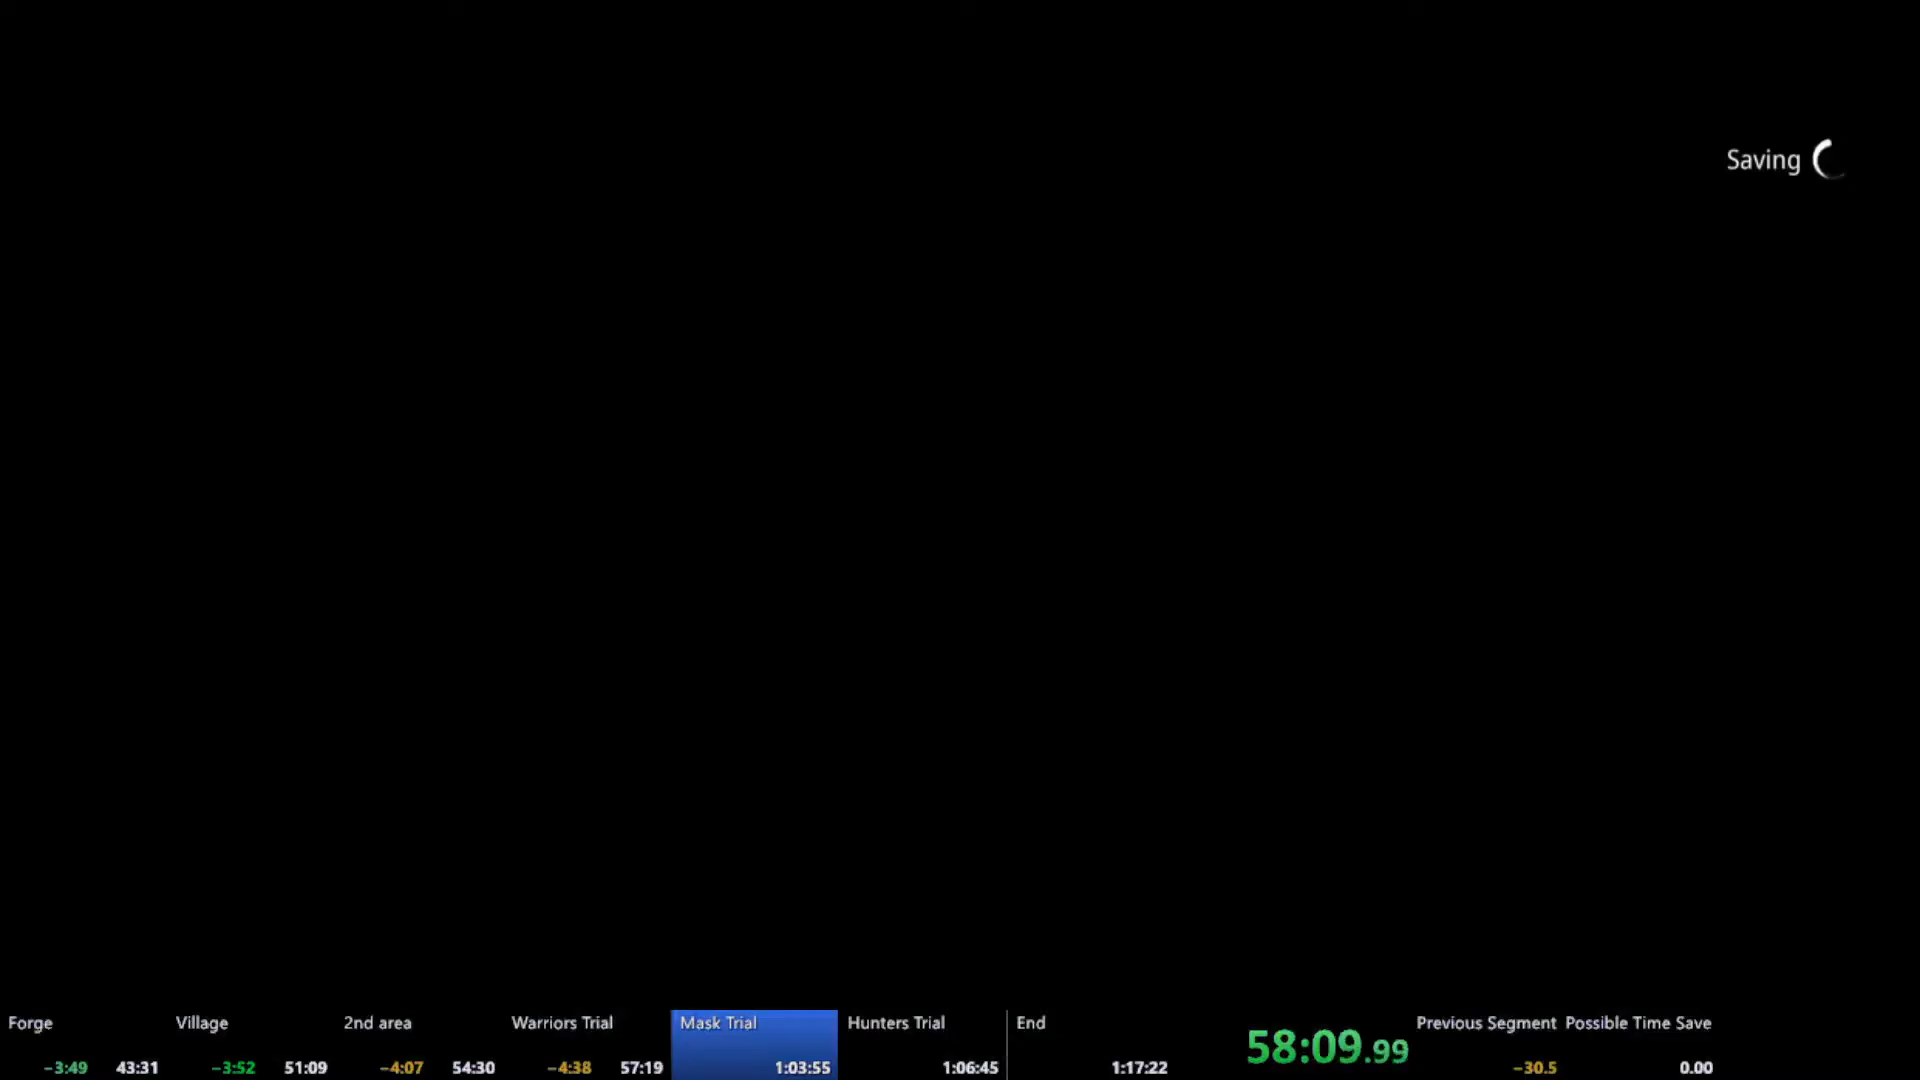 Saving
Forge Village 2nd area Warriors Trial Mask Trial Hunters Trial End 58:09.99 Previous Segment Possible Time Save
−3:49 43:31 −3:52 51:09 −4:07 54:30 −4:38 57:19 1:03:55 1:06:45 1:17:22 −30.5 0.00